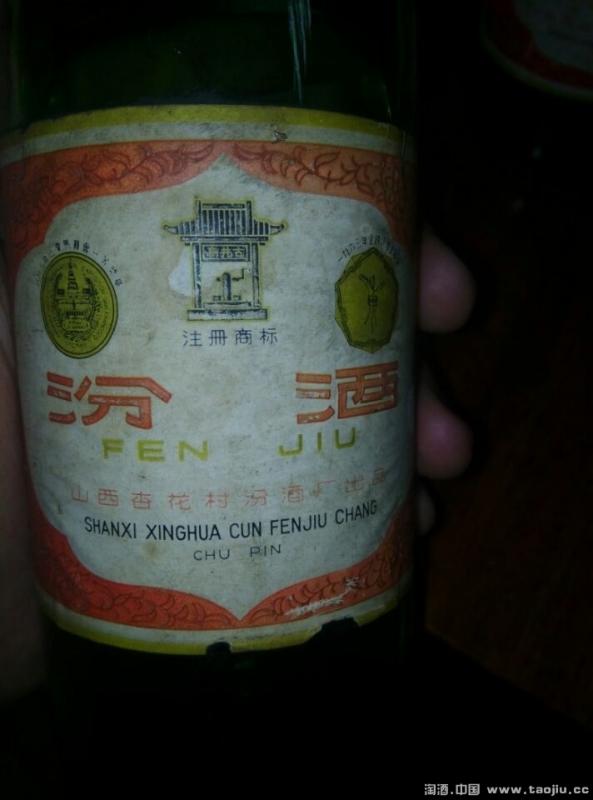 注册商标
汾 酒
FEN JIU
山西杏花村汾酒厂出品
SHANXI XINGHUA CUN FENJIU CHANG
CHU PIN
淘酒.中国 www.taojiu.cc